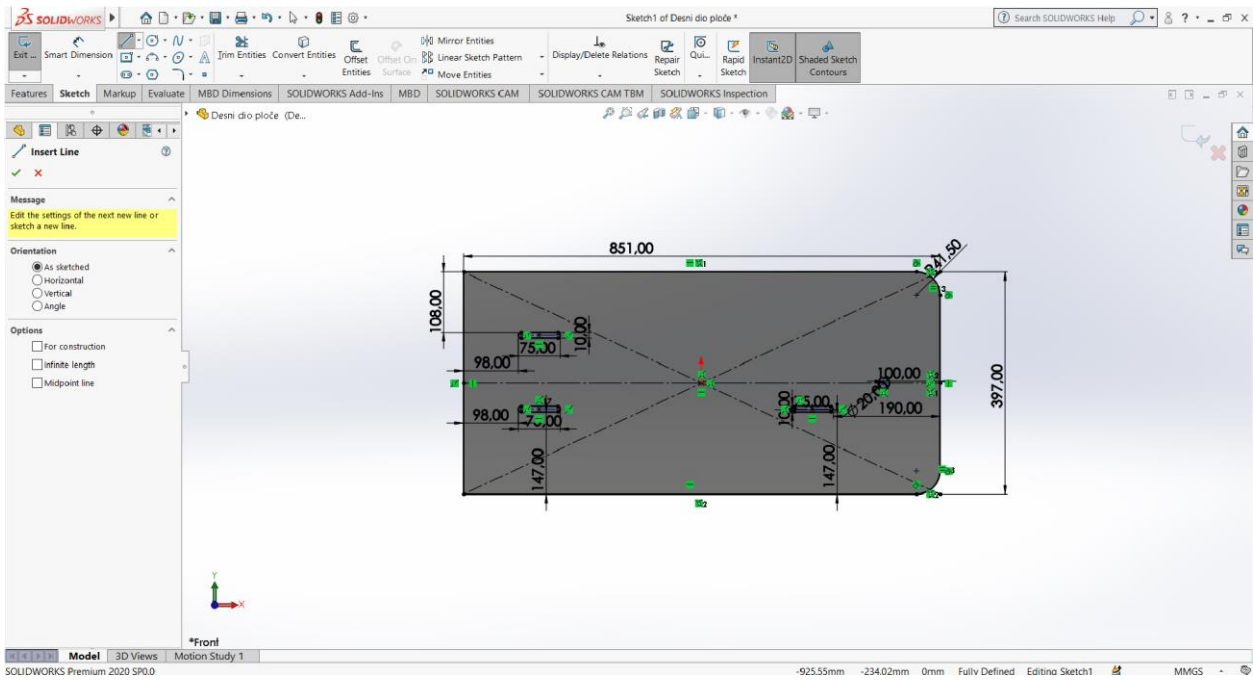 SOLIDWORKS
Sketch1 of Desni dio ploče *
Search SOLIDWORKS Help
Exit ...
Smart Dimension
Trim Entities
Convert Entities
Offset Entities
Offset On Surface
Mirror Entities
Linear Sketch Pattern
Move Entities
Display/Delete Relations
Repair Sketch
Qui...
Rapid Sketch
Instant2D
Shaded Sketch Contours
Features
Sketch
Markup
Evaluate
MBD Dimensions
SOLIDWORKS Add-Ins
MBD
SOLIDWORKS CAM
SOLIDWORKS CAM TBM
SOLIDWORKS Inspection
Desni dio ploče (De...
Insert Line
Message
Edit the settings of the next new line or
sketch a new line.
Orientation
As sketched
Horizontal
Vertical
Angle
Options
For construction
Infinite length
Midpoint line
851,00
108,00
10,00
75,00
98,00
100,00
397,00
98,00
10,00
190,00
147,00
147,00
Y
X
*Front
Model
3D Views
Motion Study 1
SOLIDWORKS Premium 2020 SP0.0
-925.55mm
-234.02mm
0mm
Fully Defined
Editing Sketch1
MMGS